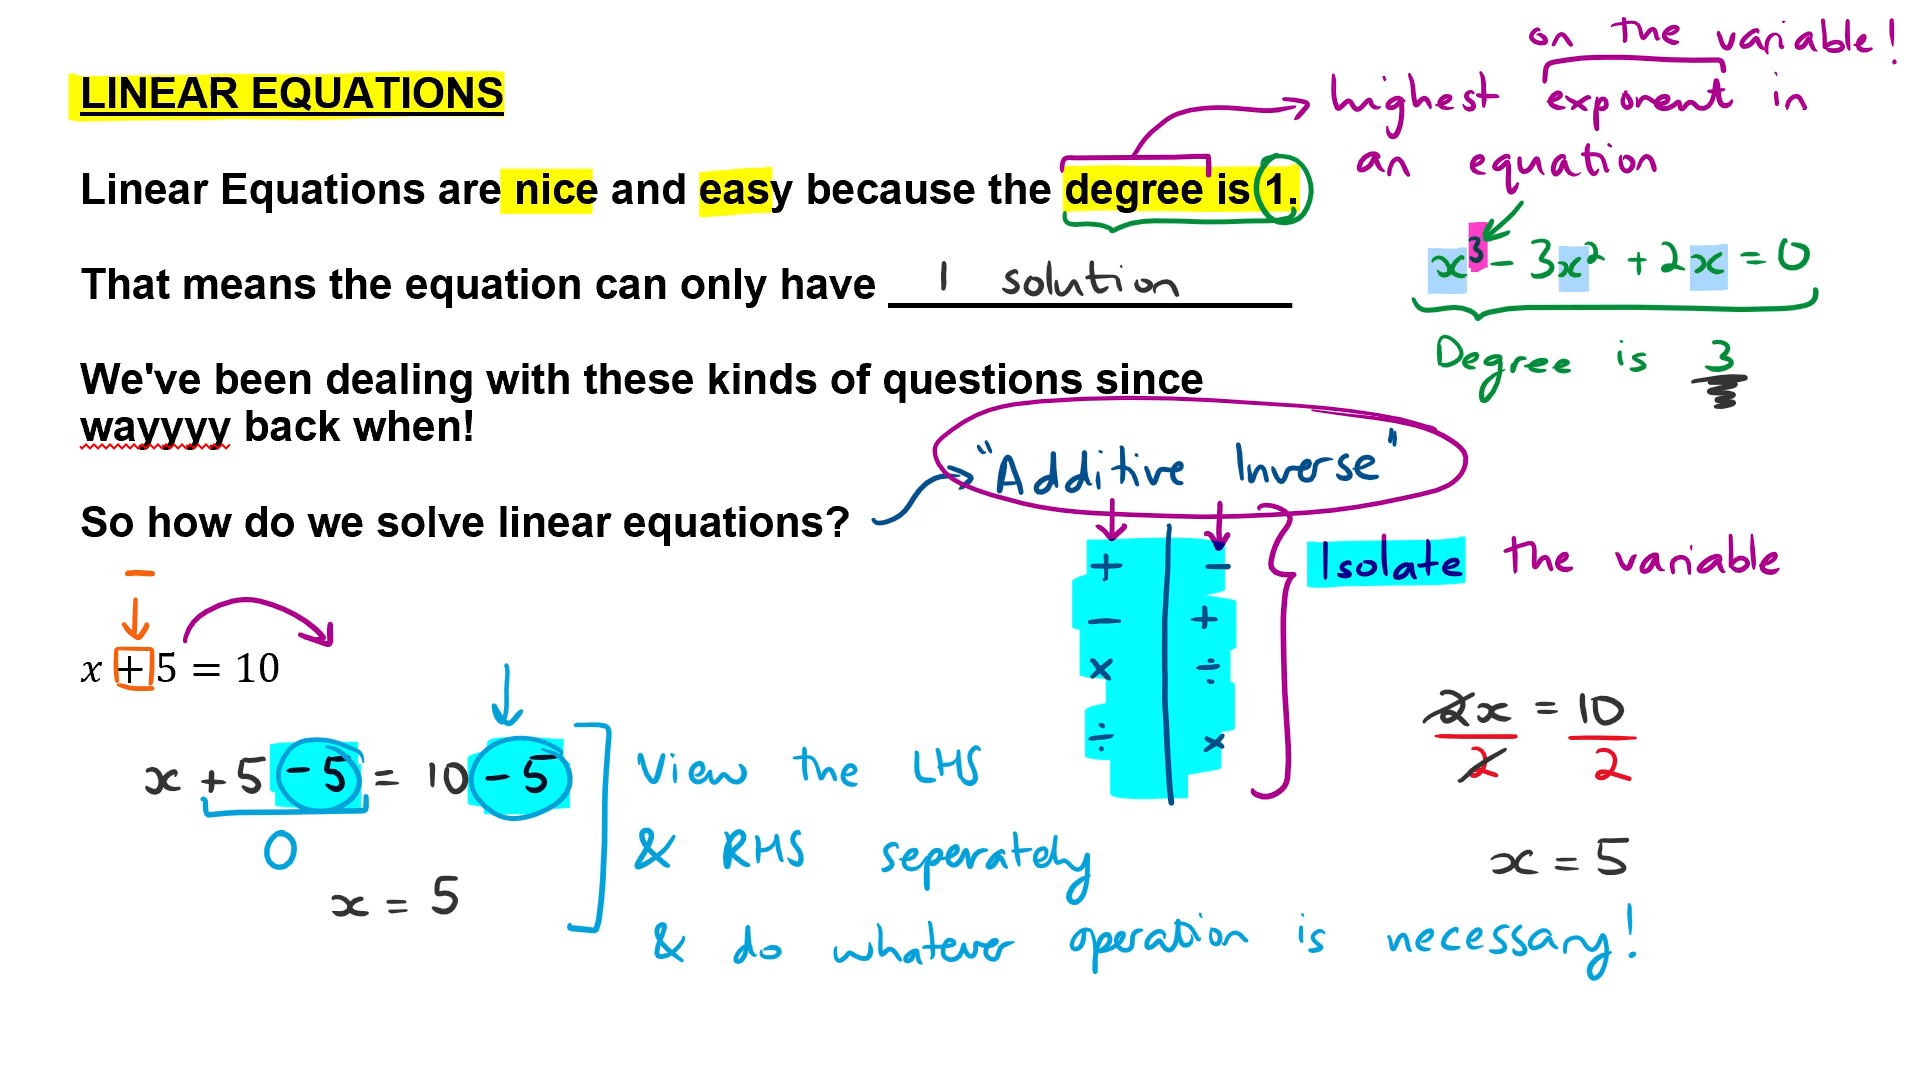 on the variable!
LINEAR EQUATIONS
highest exponent in
an equation
Linear Equations are nice and easy because the degree is 1.
x³ - 3x² + 2x = 0
That means the equation can only have 1 solution
Degree is 3
We've been dealing with these kinds of questions since
wayyyy back when!
"Additive Inverse"
So how do we solve linear equations?
+ | −
− | +
× | ÷
÷ | ×
Isolate the variable
−
x + 5 = 10
x + 5 − 5 = 10 − 5
0
x = 5
View the LHS
& RHS seperately
& do whatever operation is necessary!
2x = 10
2 2
x = 5